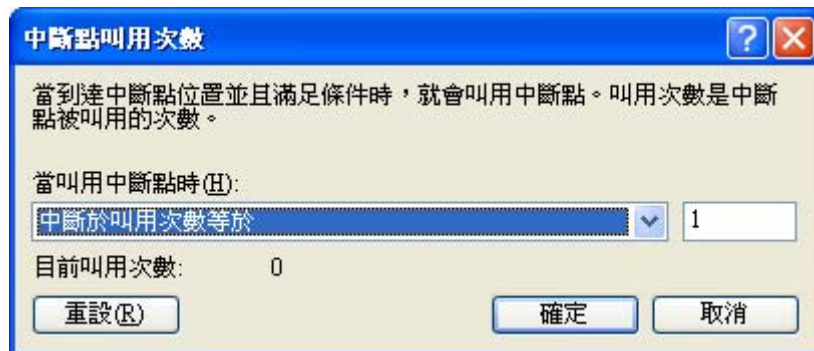 中斷點叫用次數
當到達中斷點位置並且滿足條件時，就會叫用中斷點。叫用次數是中斷
點被叫用的次數。
當叫用中斷點時(H):
中斷於叫用次數等於 1
目前叫用次數: 0
重設(R) 確定 取消